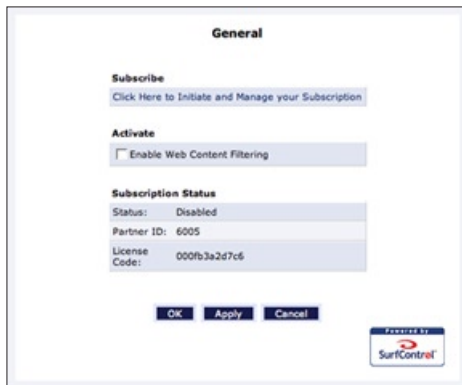 General
Subscribe
Click Here to Initiate and Manage your Subscription
Activate
Enable Web Content Filtering
Subscription Status
Status: Disabled
Partner ID: 6005
License Code: 000fb3a2d7c6
OK Apply Cancel
Powered by
SurfControl